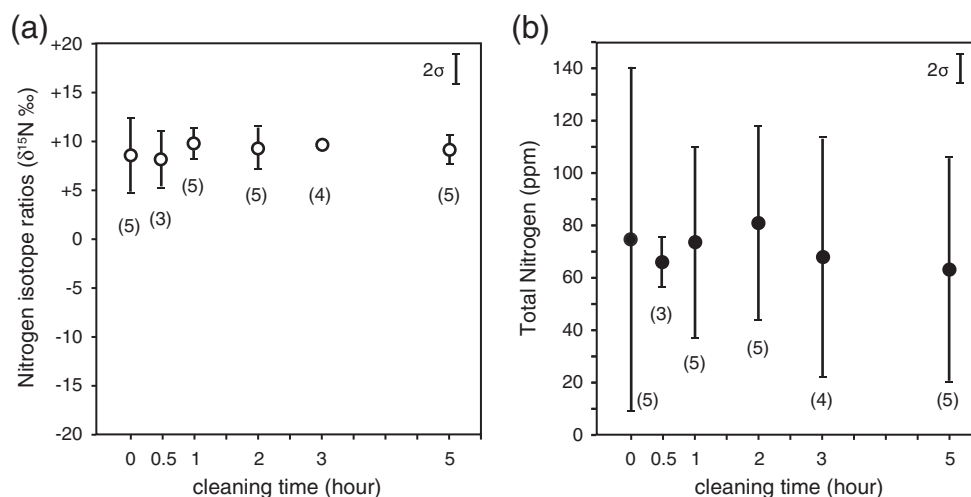 (a)
+20
+15
+10
+5
0
-5
-10
-15
-20
Nitrogen isotope ratios (δ¹⁵N ‰)
2σ
(5)
(3)
(5)
(5)
(4)
(5)
0 0.5 1 2 3 5
cleaning time (hour)
(b)
140
120
100
80
60
40
20
0
Total Nitrogen (ppm)
2σ
(5)
(3)
(5)
(5)
(4)
(5)
0 0.5 1 2 3 5
cleaning time (hour)